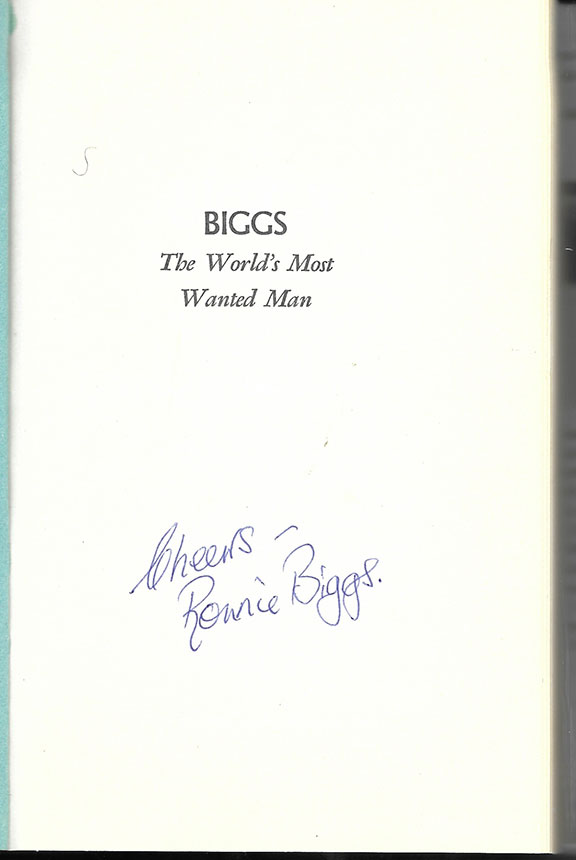 BIGGS
The World's Most
Wanted Man
Cheers –
Ronnie Biggs.